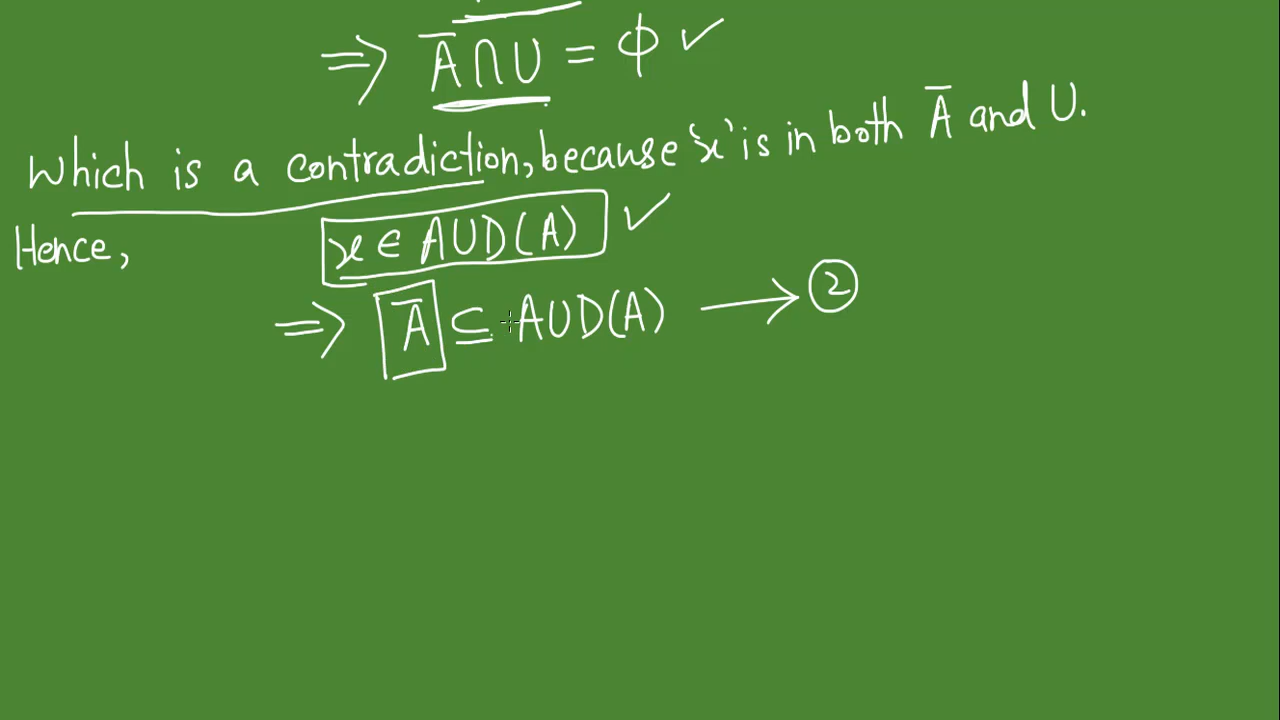 ⇒ A̅∩U = ϕ ✓
Which is a contradiction, because 'x' is in both A̅ and U.
Hence, x ∈ A∪D(A) ✓
⇒ A̅ ⊆ A∪D(A) ⟶ ②